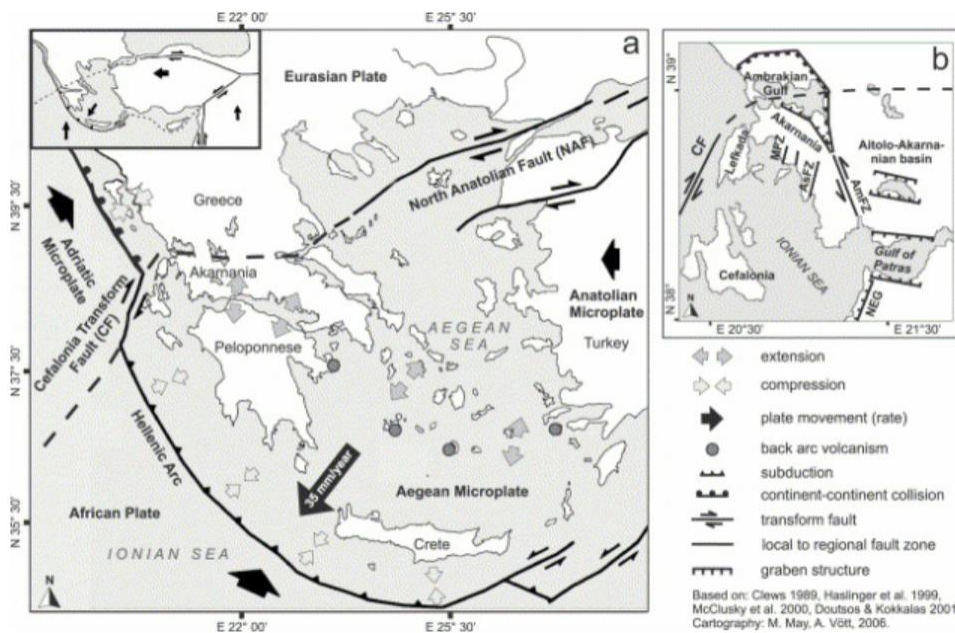 E 22° 00'
E 25° 30'
a
Eurasian Plate
North Anatolian Fault (NAF)
N 39° 30'
Greece
Adriatic
Microplate
Akarnania
Anatolian
Microplate
AEGEAN
SEA
Turkey
Cefalonia Transform
Fault (CF)
Peloponnese
N 37° 30'
Hellenic Arc
35 mm/year
Aegean Microplate
African Plate
N 35° 30'
Crete
IONIAN SEA
N
E 22° 00'
E 25° 30'
b
N 39°
Ambrakian
Gulf
CF
Lefkada
Akarnania
MFZ
AsFZ
AmFZ
Aitolo-Akarna-
nian basin
IONIAN SEA
Gulf of
Patras
Cefalonia
N 38°
NEG
N
E 20°30'
E 21°30'
extension
compression
plate movement (rate)
back arc volcanism
subduction
continent-continent collision
transform fault
local to regional fault zone
graben structure
Based on: Clews 1989, Haslinger et al. 1999,
McClusky et al. 2000, Doutsos & Kokkalas 2001
Cartography: M. May, A. Vött, 2006.